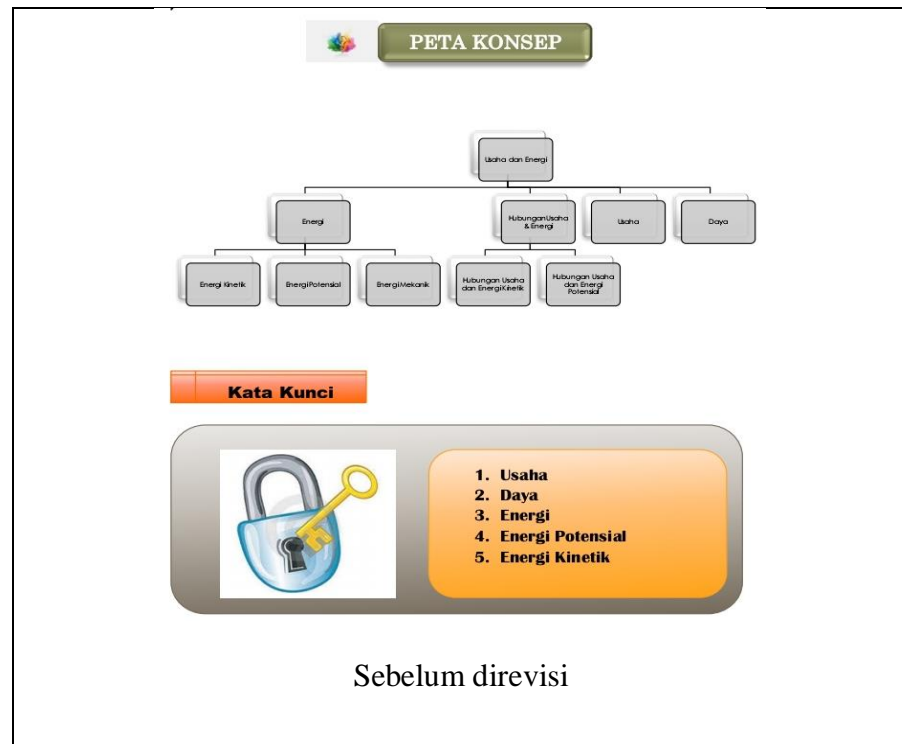 PETA KONSEP
Usaha dan Energi
Energi
Hubungan Usaha
& Energi
Usaha
Daya
Energi Kinetik
Energi Potensial
Energi Mekanik
Hubungan Usaha
dan Energi Kinetik
Hubungan Usaha
dan Energi
Potensial
Kata Kunci
1. Usaha
2. Daya
3. Energi
4. Energi Potensial
5. Energi Kinetik
Sebelum direvisi